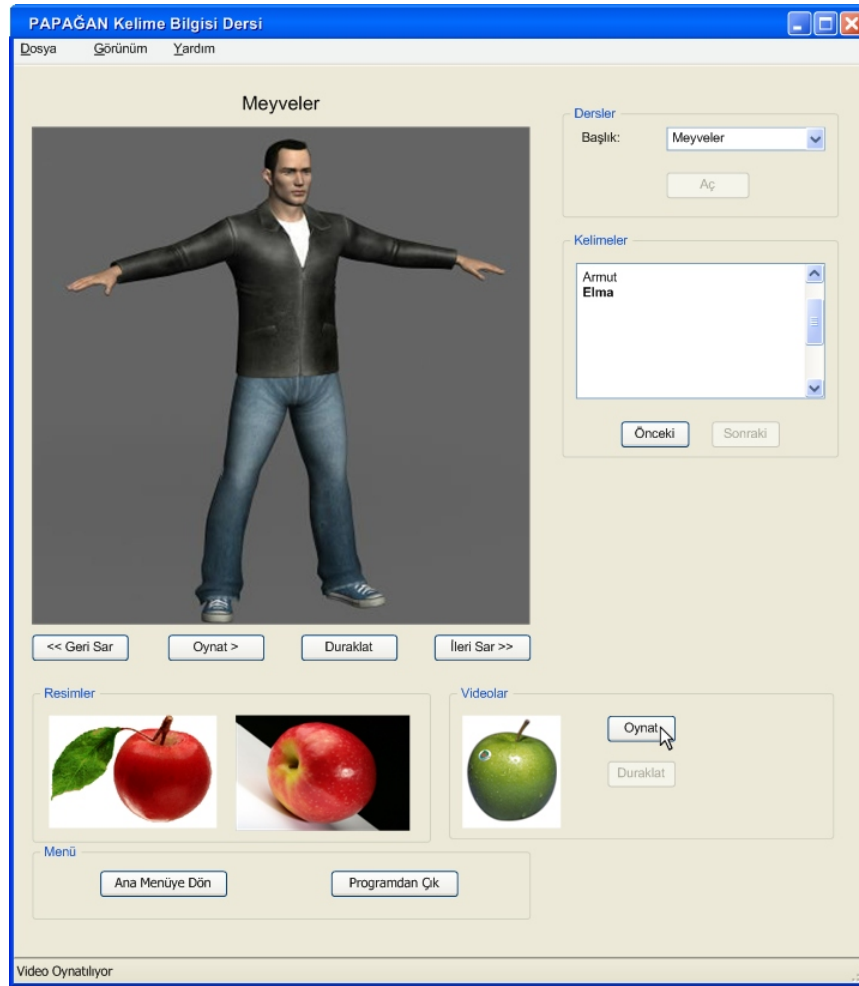 PAPAĞAN Kelime Bilgisi Dersi
Dosya Görünüm Yardım
Meyveler
Dersler
Başlık: Meyveler
Aç
Kelimeler
Armut
Elma
Önceki Sonraki
<< Geri Sar Oynat > Duraklat İleri Sar >>
Resimler
Videolar
Oynat
Duraklat
Menü
Ana Menüye Dön Programdan Çık
Video Oynatılıyor